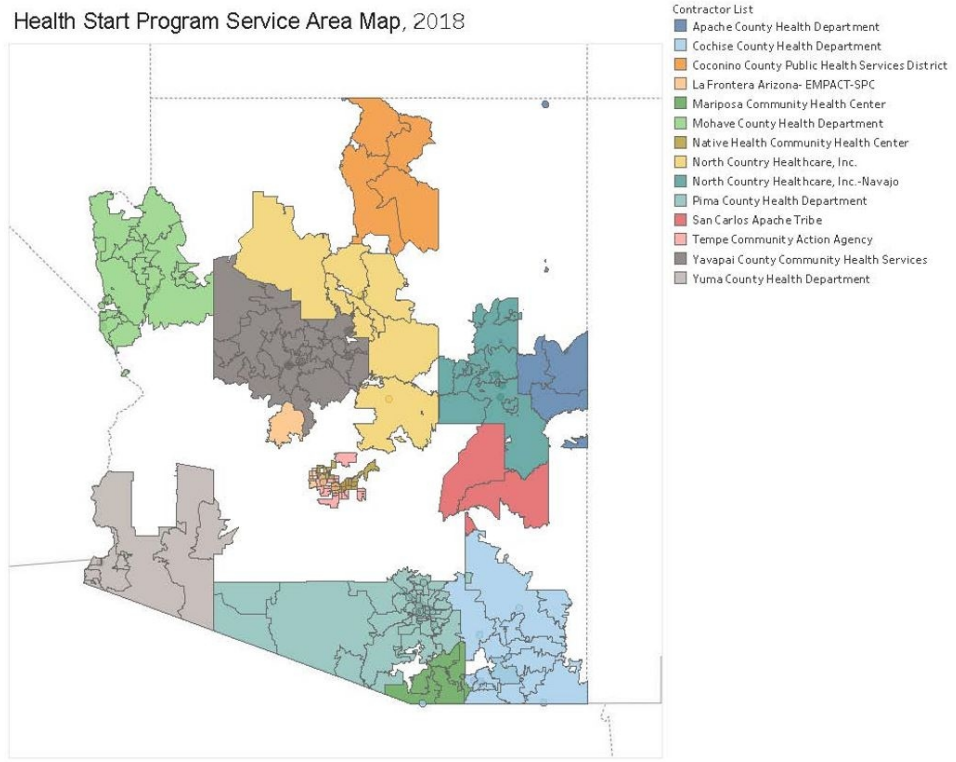 Health Start Program Service Area Map, 2018
Contractor List
Apache County Health Department
Cochise County Health Department
Coconino County Public Health Services District
La Frontera Arizona- EMPACT-SPC
Mariposa Community Health Center
Mohave County Health Department
Native Health Community Health Center
North Country Healthcare, Inc.
North Country Healthcare, Inc.-Navajo
Pima County Health Department
San Carlos Apache Tribe
Tempe Community Action Agency
Yavapai County Community Health Services
Yuma County Health Department